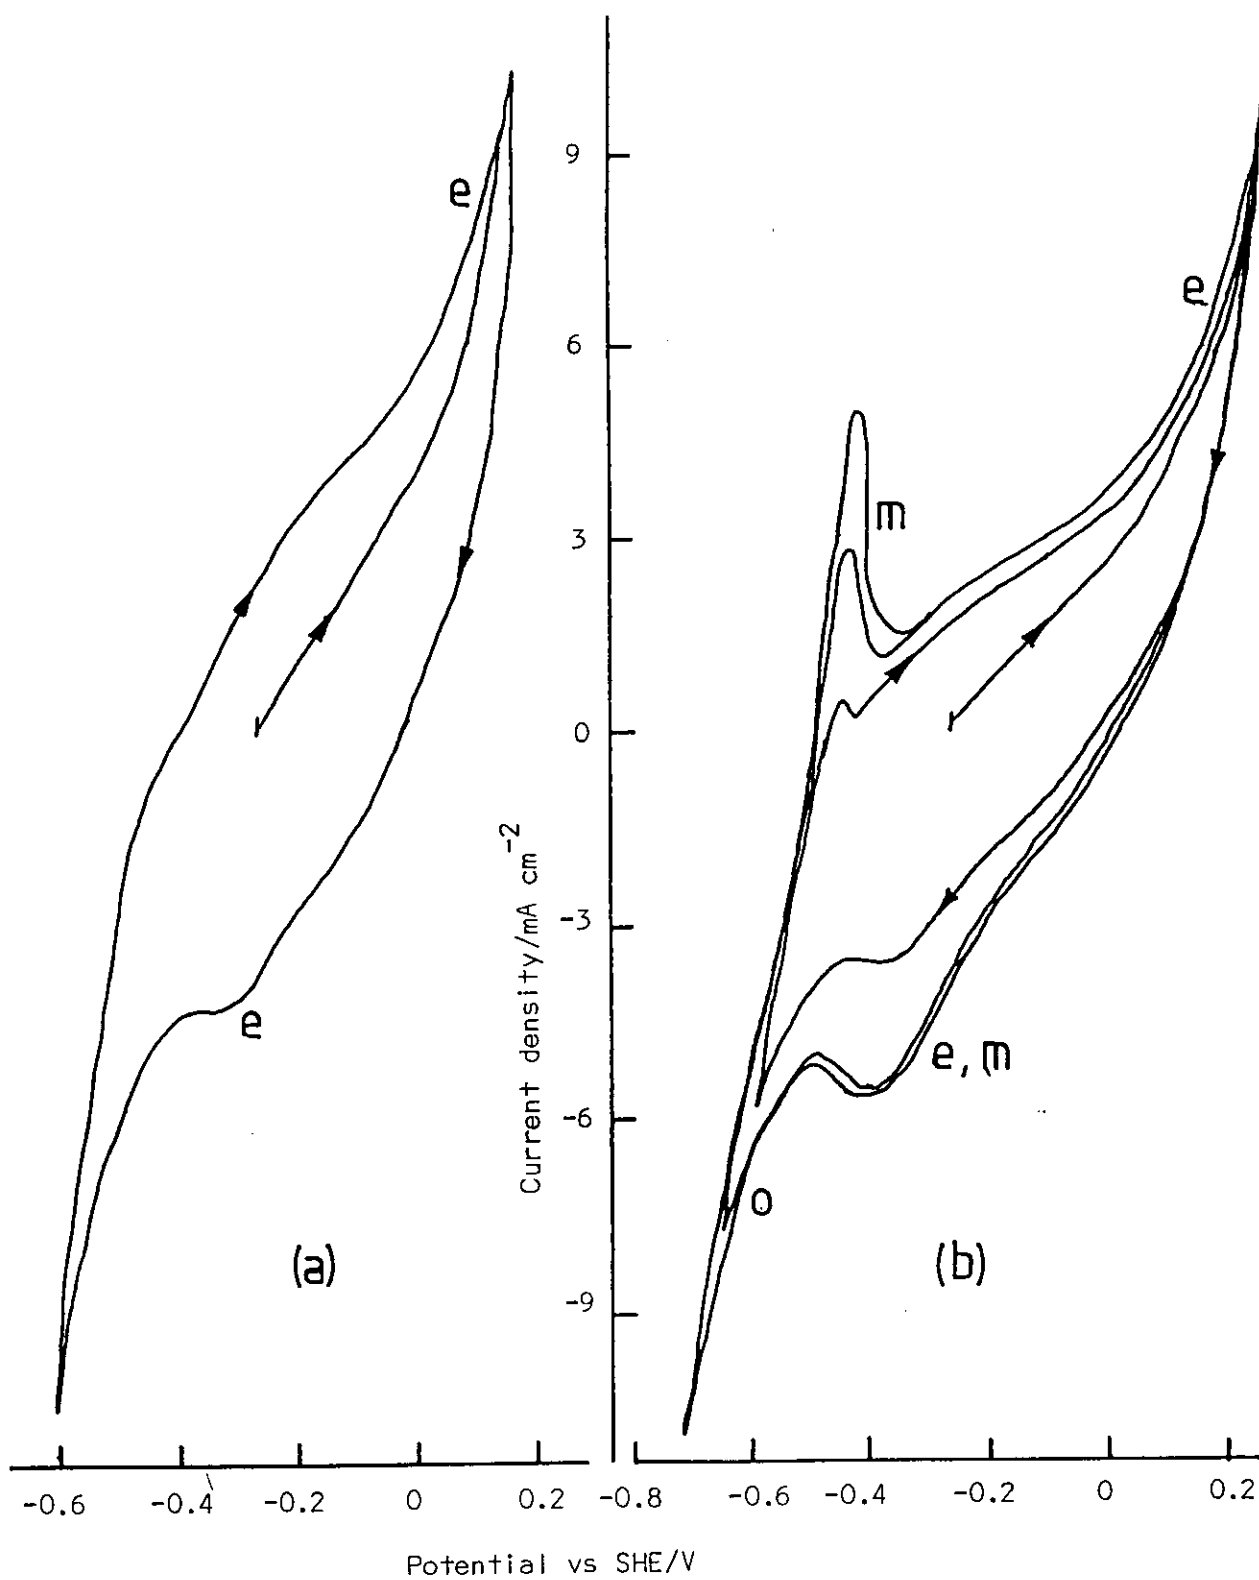 e
9
e
6
m
3
0
Current density/mA cm-2
-3
e
e, m
-6
o
(a)
(b)
-9
-0.6 -0.4 -0.2 0 0.2 -0.8 -0.6 -0.4 -0.2 0 0.2
Potential vs SHE/V